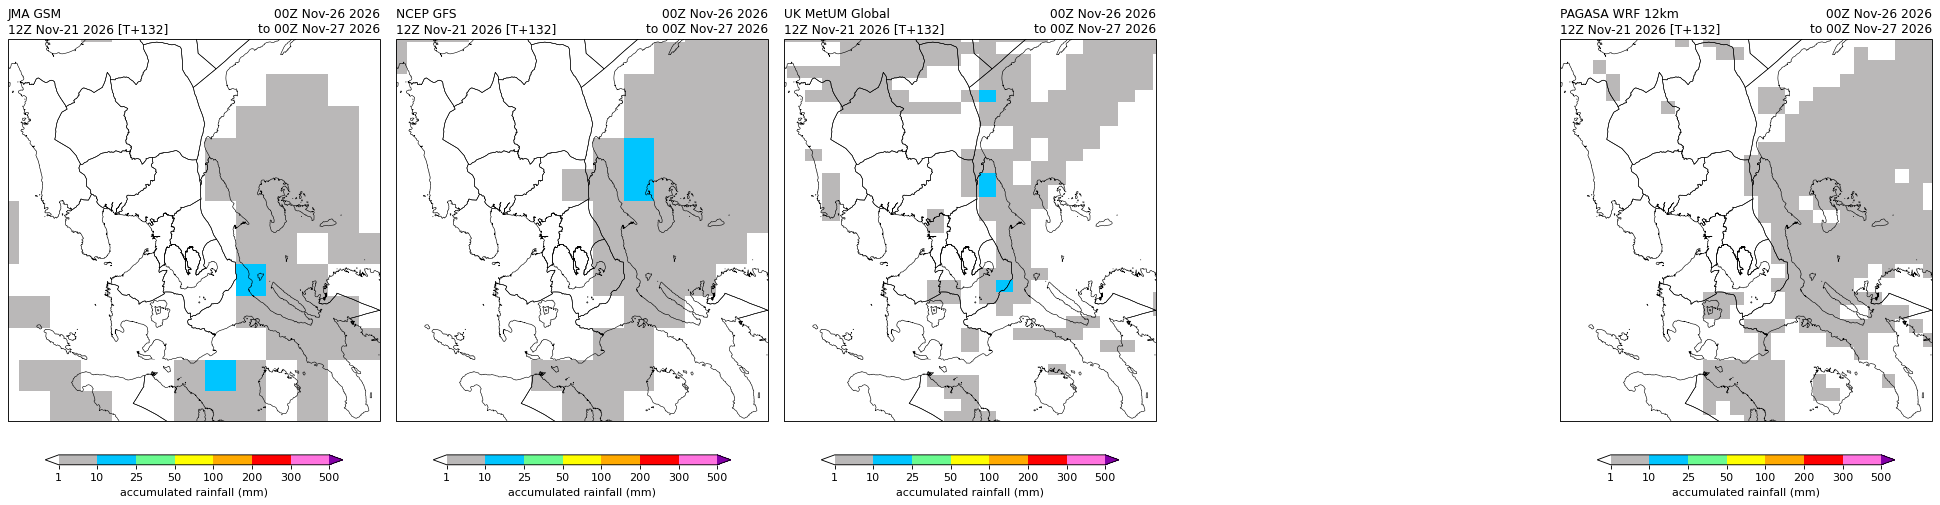 JMA GSM 00Z Nov-26 2026
12Z Nov-21 2026 [T+132] to 00Z Nov-27 2026
1 10 25 50 100 200 300 500
accumulated rainfall (mm)
NCEP GFS 00Z Nov-26 2026
12Z Nov-21 2026 [T+132] to 00Z Nov-27 2026
1 10 25 50 100 200 300 500
accumulated rainfall (mm)
UK MetUM Global 00Z Nov-26 2026
12Z Nov-21 2026 [T+132] to 00Z Nov-27 2026
1 10 25 50 100 200 300 500
accumulated rainfall (mm)
PAGASA WRF 12km 00Z Nov-26 2026
12Z Nov-21 2026 [T+132] to 00Z Nov-27 2026
1 10 25 50 100 200 300 500
accumulated rainfall (mm)